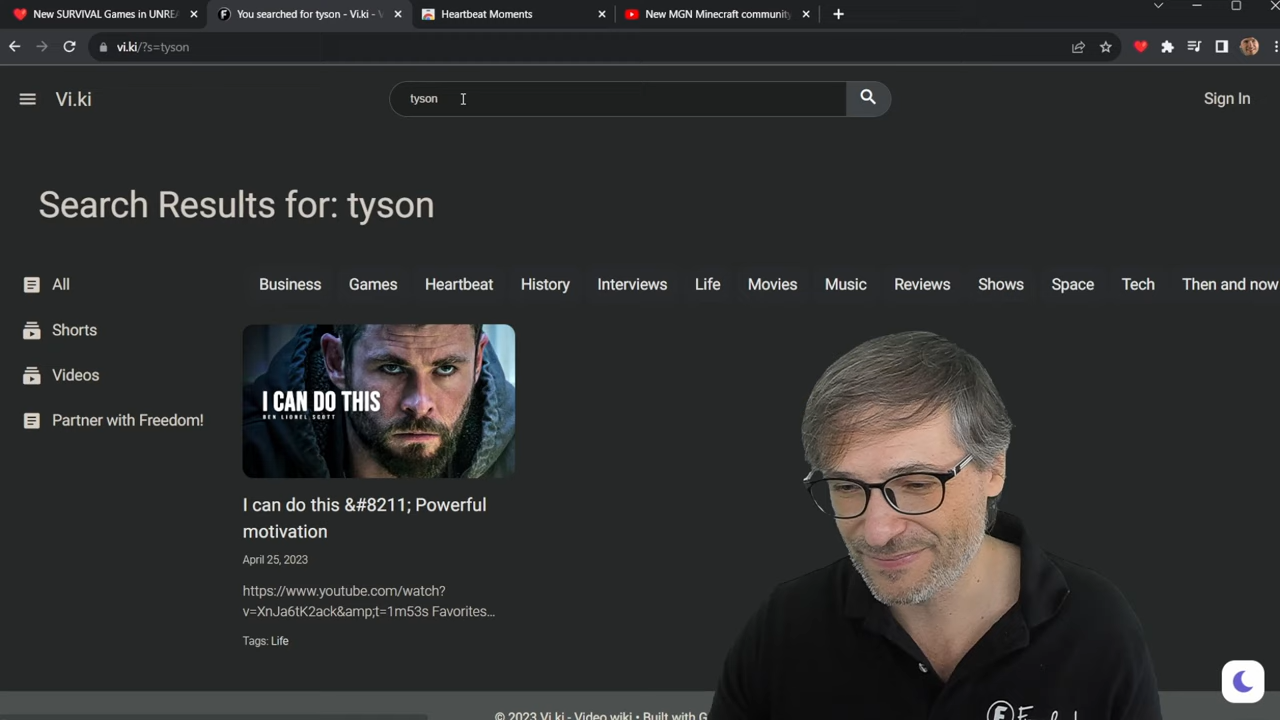 New SURVIVAL Games in UNRE
You searched for tyson - Vi.ki -
Heartbeat Moments
New MGN Minecraft community
vi.ki/?s=tyson
Vi.ki
tyson
Sign In
Search Results for: tyson
All
Shorts
Videos
Partner with Freedom!
Business Games Heartbeat History Interviews Life Movies Music Reviews Shows Space Tech Then and now
I CAN DO THIS
BEN LIONEL SCOTT
I can do this &#8211; Powerful
motivation
April 25, 2023
https://www.youtube.com/watch?
v=XnJa6tK2ack&amp;t=1m53s Favorites...
Tags: Life
© 2023 Vi.ki - Video wiki • Built with G